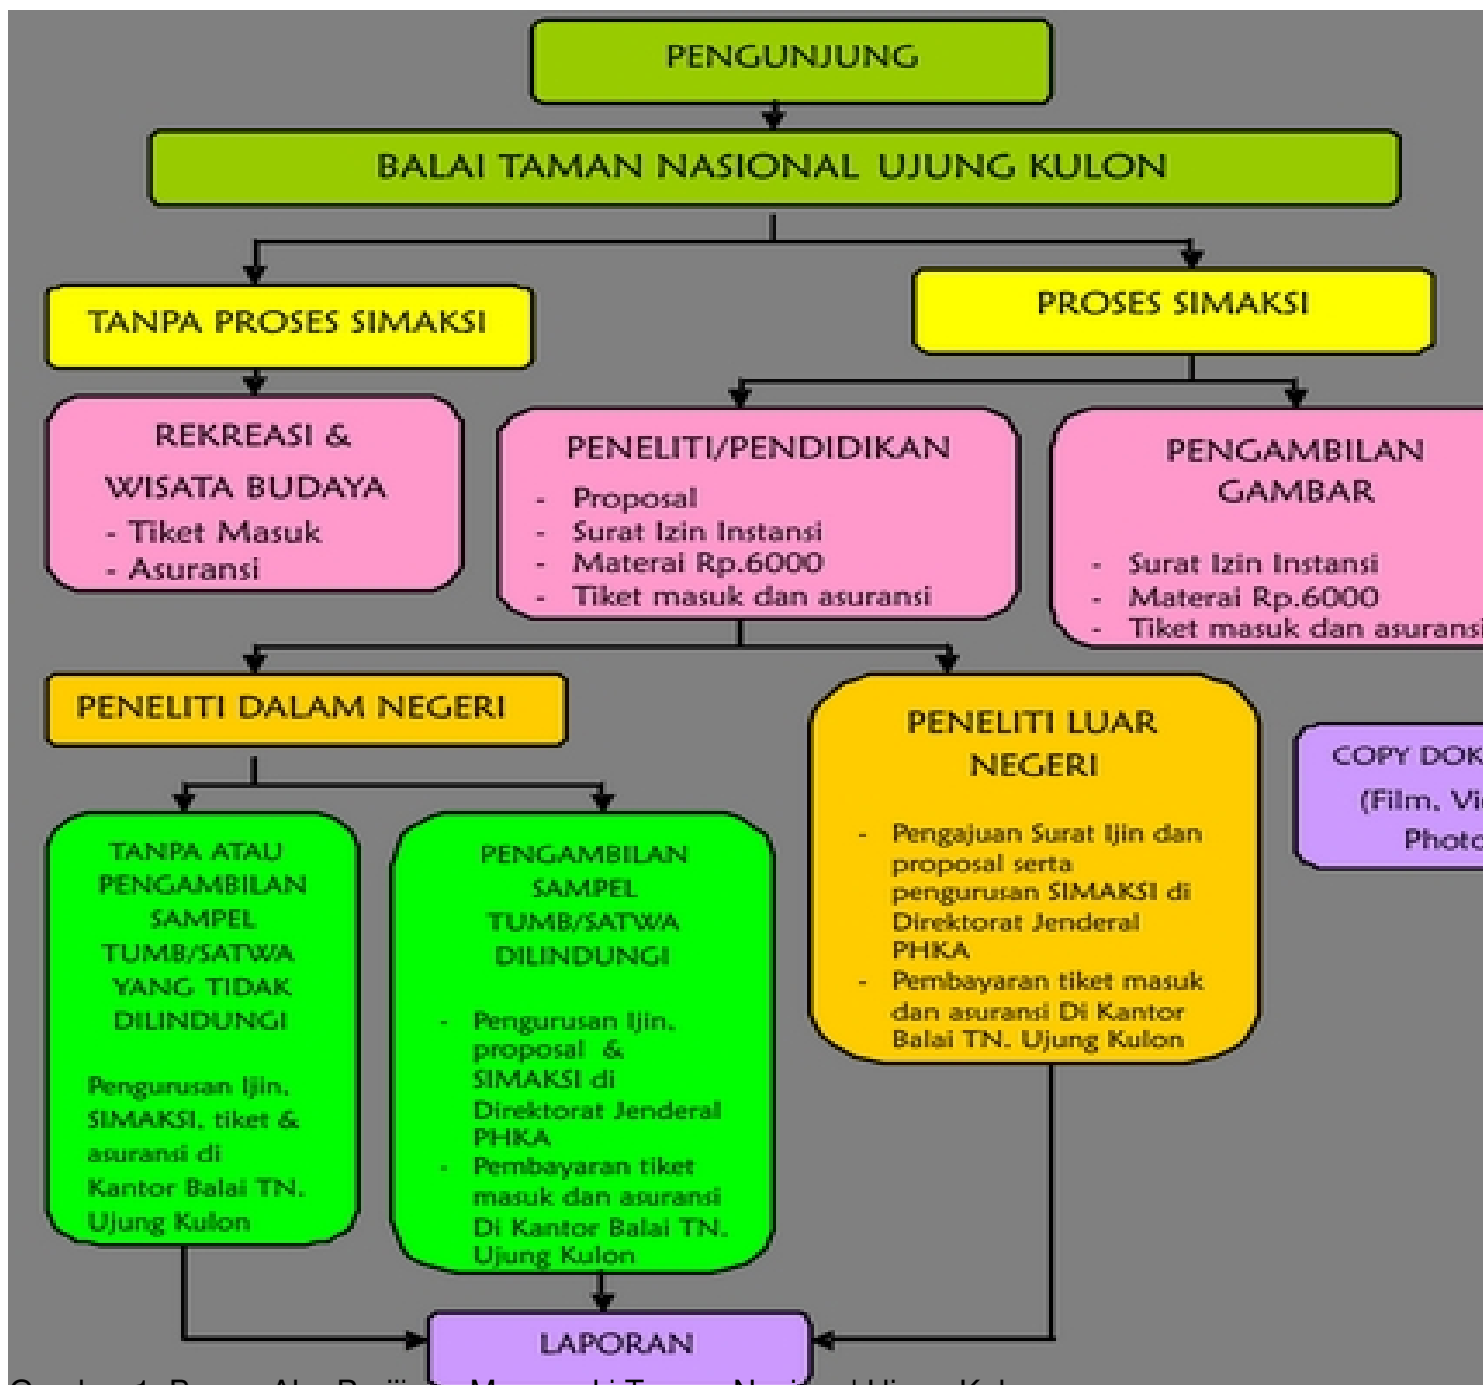 PENGUNJUNG
BALAI TAMAN NASIONAL UJUNG KULON
TANPA PROSES SIMAKSI
PROSES SIMAKSI
REKREASI &
WISATA BUDAYA
- Tiket Masuk
- Asuransi
PENELITI/PENDIDIKAN
- Proposal
- Surat Izin Instansi
- Materai Rp.6000
- Tiket masuk dan asuransi
PENGAMBILAN
GAMBAR
- Surat Izin Instansi
- Materai Rp.6000
- Tiket masuk dan asuransi
PENELITI DALAM NEGERI
PENELITI LUAR
NEGERI
- Pengajuan Surat Ijin dan
proposal serta
pengurusan SIMAKSI di
Direktorat Jenderal
PHKA
- Pembayaran tiket masuk
dan asuransi Di Kantor
Balai TN. Ujung Kulon
COPY DOK
(Film, Vi
Photo
TANPA ATAU
PENGAMBILAN
SAMPEL
TUMB/SATWA
YANG TIDAK
DILINDUNGI
Pengurusan Ijin,
SIMAKSI, tiket &
asuransi di
Kantor Balai TN.
Ujung Kulon
PENGAMBILAN
SAMPEL
TUMB/SATWA
DILINDUNGI
- Pengurusan Ijin,
proposal &
SIMAKSI di
Direktorat Jenderal
PHKA
- Pembayaran tiket
masuk dan asuransi
Di Kantor Balai TN.
Ujung Kulon
LAPORAN